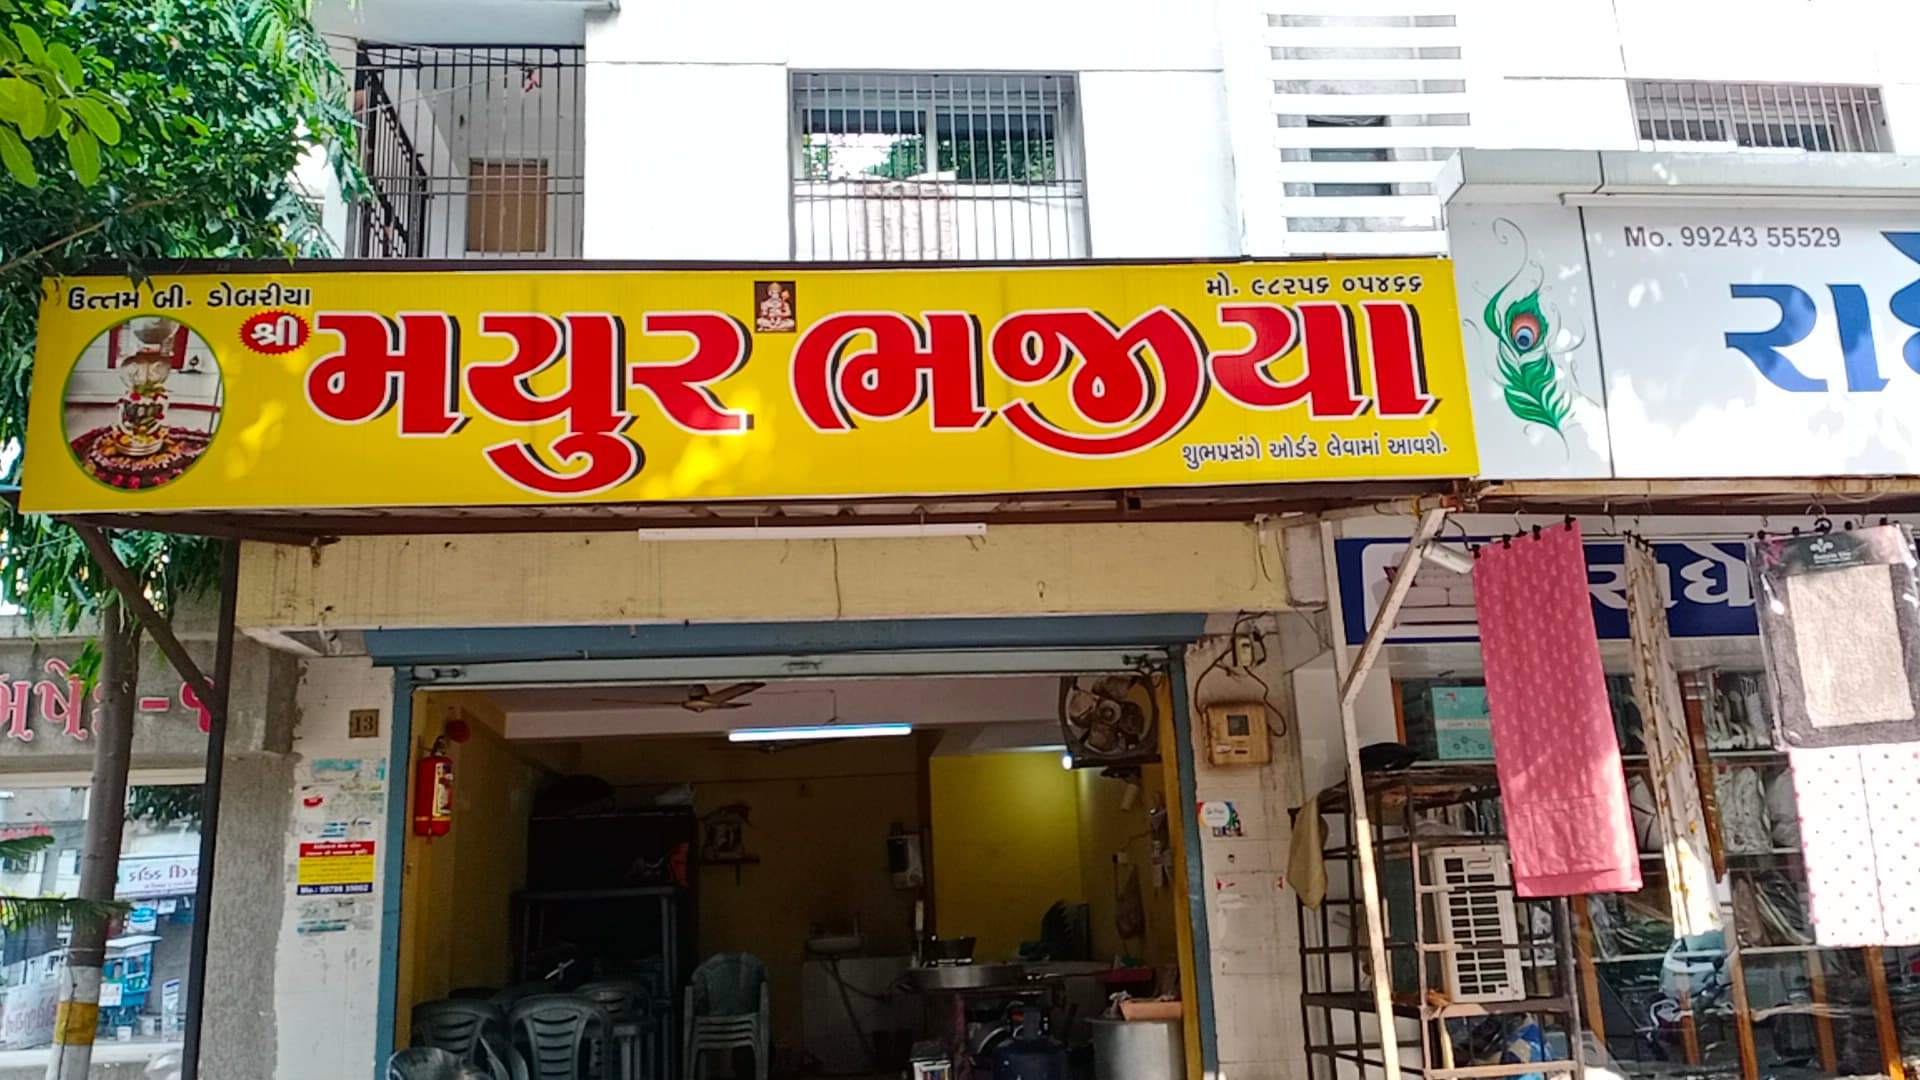 ઉત્તમ બી. ડોબરીયા
મો. ૯૮૨૫૬ ૦૫૪૬૬
શ્રી મયુર ભજીયા
શુભપ્રસંગે ઓર્ડર લેવામાં આવશે.
Mo. 99243 55529
રાધે
13